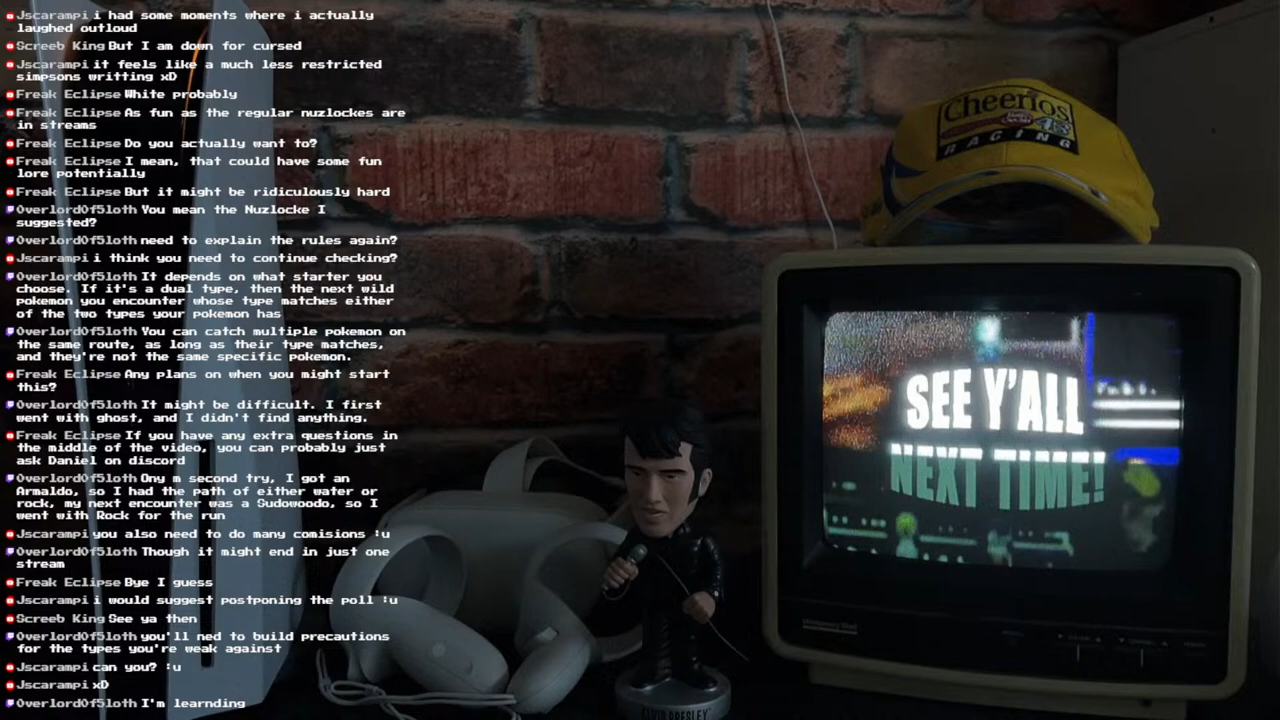 Jscarampi i had some moments where i actually
laughed outloud
Screeb King But I am down for cursed
Jscarampi it feels like a much less restricted
simpsons writting xD
Freak Eclipse White probably
Freak Eclipse As fun as the regular nuzlockes are
in streams
Freak Eclipse Do you actually want to?
Freak Eclipse I mean, that could have some fun
lore potentially
Freak Eclipse But it might be ridiculously hard
OverlordOf5loth You mean the Nuzlocke I
suggested?
OverlordOf5loth need to explain the rules again?
Jscarampi i think you need to continue checking?
OverlordOf5loth It depends on what starter you
choose. If it's a dual type, then the next wild
pokemon you encounter whose type matches either
of the two types your pokemon has
OverlordOf5loth You can catch multiple pokemon on
the same route, as long as their type matches,
and they're not the same specific pokemon.
Freak Eclipse Any plans on when you might start
this?
OverlordOf5loth It might be difficult. I first
went with ghost, and I didn't find anything.
Freak Eclipse If you have any extra questions in
the middle of the video, you can probably just
ask Daniel on discord
OverlordOf5loth Ony m second try, I got an
Armaldo, so I had the path of either water or
rock, my next encounter was a Sudowoodo, so I
went with Rock for the run
Jscarampi you also need to do many comisions :u
OverlordOf5loth Though it might end in just one
stream
Freak Eclipse Bye I guess
Jscarampi i would suggest postponing the poll :u
Screeb King See ya then
OverlordOf5loth you'll ned to build precautions
for the types you're weak against
Jscarampi can you? :u
Jscarampi xD
OverlordOf5loth I'm learnding
Cheerios
43
RACING
SEE Y'ALL
NEXT TIME!
ELVIS PRESLEY